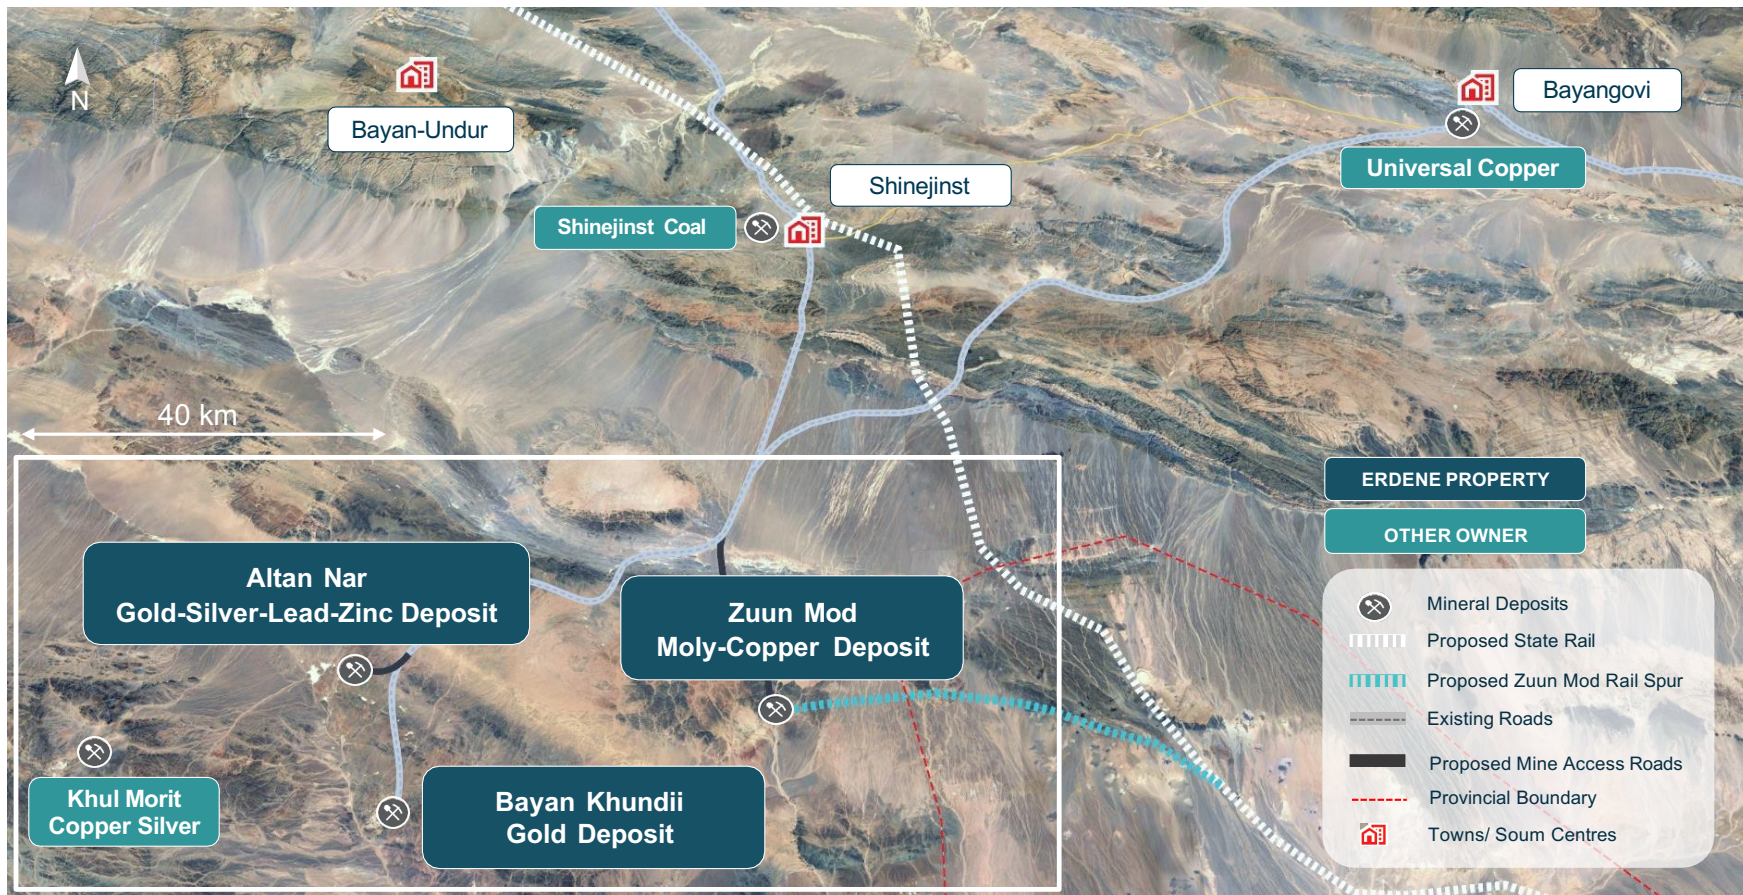 N
Bayan-Undur
Bayangovi
Universal Copper
Shinejinst
Shinejinst Coal
40 km
ERDENE PROPERTY
OTHER OWNER
Altan Nar
Gold-Silver-Lead-Zinc Deposit
Zuun Mod
Moly-Copper Deposit
Khul Morit
Copper Silver
Bayan Khundii
Gold Deposit
Mineral Deposits
Proposed State Rail
Proposed Zuun Mod Rail Spur
Existing Roads
Proposed Mine Access Roads
Provincial Boundary
Towns/ Soum Centres